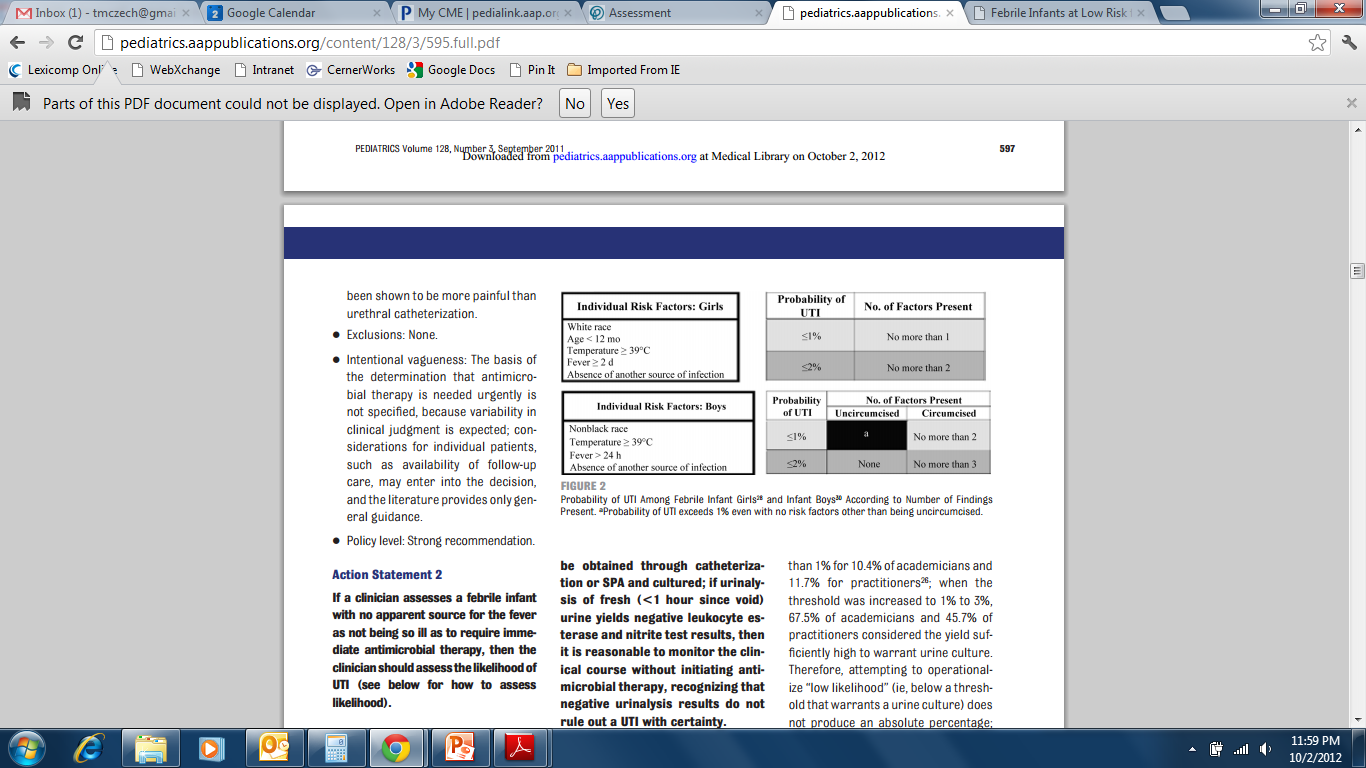 Inbox (1) - tmczech@gmai
Google Calendar
My CME | pedialink.aap.or
Assessment
pediatrics.aappublications.
Febrile Infants at Low Risk
pediatrics.aappublications.org/content/128/3/595.full.pdf
Lexicomp Online
WebXchange
Intranet
CernerWorks
Google Docs
Pin It
Imported From IE
Parts of this PDF document could not be displayed. Open in Adobe Reader?
No
Yes
PEDIATRICS Volume 128, Number 3, September 2011
597
Downloaded from pediatrics.aappublications.org at Medical Library on October 2, 2012
been shown to be more painful than
urethral catheterization.
● Exclusions: None.
● Intentional vagueness: The basis of
the determination that antimicro-
bial therapy is needed urgently is
not specified, because variability in
clinical judgment is expected; con-
siderations for individual patients,
such as availability of follow-up
care, may enter into the decision,
and the literature provides only gen-
eral guidance.
● Policy level: Strong recommendation.
Action Statement 2
If a clinician assesses a febrile infant
with no apparent source for the fever
as not being so ill as to require imme-
diate antimicrobial therapy, then the
clinician should assess the likelihood of
UTI (see below for how to assess
likelihood).
Individual Risk Factors: Girls
White race
Age < 12 mo
Temperature ≥ 39°C
Fever ≥ 2 d
Absence of another source of infection
Probability of
UTI
No. of Factors Present
≤1%
No more than 1
≤2%
No more than 2
Individual Risk Factors: Boys
Nonblack race
Temperature ≥ 39°C
Fever > 24 h
Absence of another source of infection
Probability
of UTI
No. of Factors Present
Uncircumcised
Circumcised
≤1%
a
No more than 2
≤2%
None
No more than 3
FIGURE 2
Probability of UTI Among Febrile Infant Girls²⁸ and Infant Boys³⁰ According to Number of Findings
Present. ᵃProbability of UTI exceeds 1% even with no risk factors other than being uncircumcised.
be obtained through catheteriza-
tion or SPA and cultured; if urinaly-
sis of fresh (<1 hour since void)
urine yields negative leukocyte es-
terase and nitrite test results, then
it is reasonable to monitor the clin-
ical course without initiating anti-
microbial therapy, recognizing that
negative urinalysis results do not
rule out a UTI with certainty.
than 1% for 10.4% of academicians and
11.7% for practitioners²⁶; when the
threshold was increased to 1% to 3%,
67.5% of academicians and 45.7% of
practitioners considered the yield suf-
ficiently high to warrant urine culture.
Therefore, attempting to operational-
ize “low likelihood” (ie, below a thresh-
old that warrants a urine culture) does
not produce an absolute percentage;
11:59 PM
10/2/2012